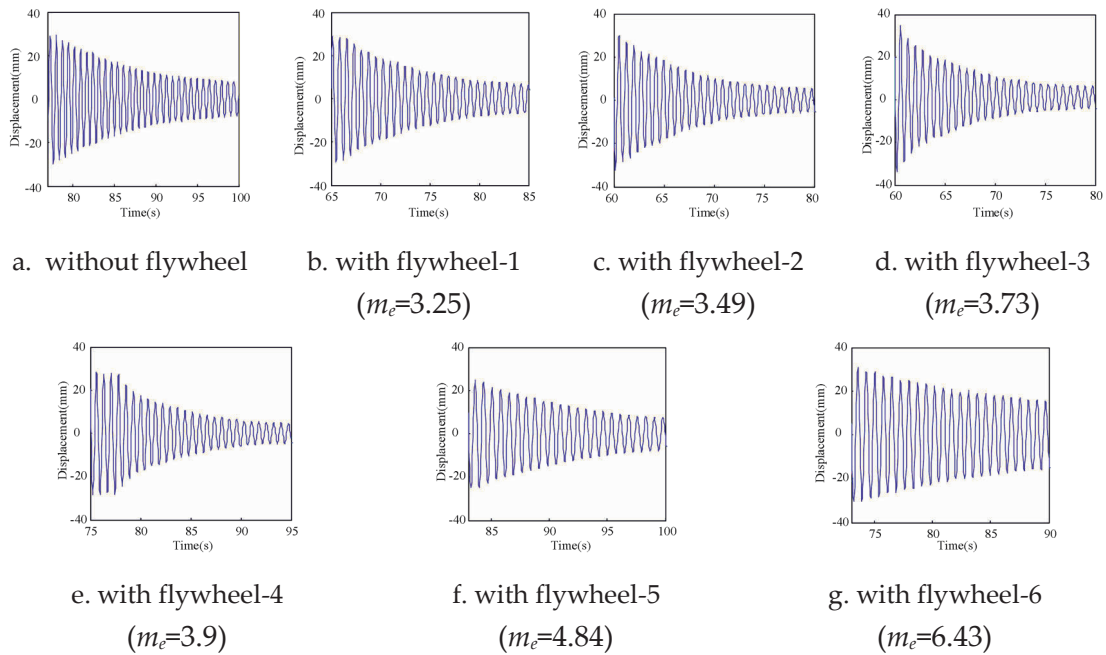 40
20
0
-20
-40
Displacement(mm)
80 85 90 95 100
Time(s)
40
20
0
-20
-40
Displacement(mm)
65 70 75 80 85
Time(s)
40
20
0
-20
-40
Displacement(mm)
60 65 70 75 80
Time(s)
40
20
0
-20
-40
Displacement(mm)
60 65 70 75 80
Time(s)
a. without flywheel
b. with flywheel-1
c. with flywheel-2
d. with flywheel-3
(me=3.25)
(me=3.49)
(me=3.73)
40
20
0
-20
-40
Displacement(mm)
75 80 85 90 95
Time(s)
40
20
0
-20
-40
Displacement(mm)
85 90 95 100
Time(s)
40
20
0
-20
-40
Displacement(mm)
75 80 85 90
Time(s)
e. with flywheel-4
f. with flywheel-5
g. with flywheel-6
(me=3.9)
(me=4.84)
(me=6.43)